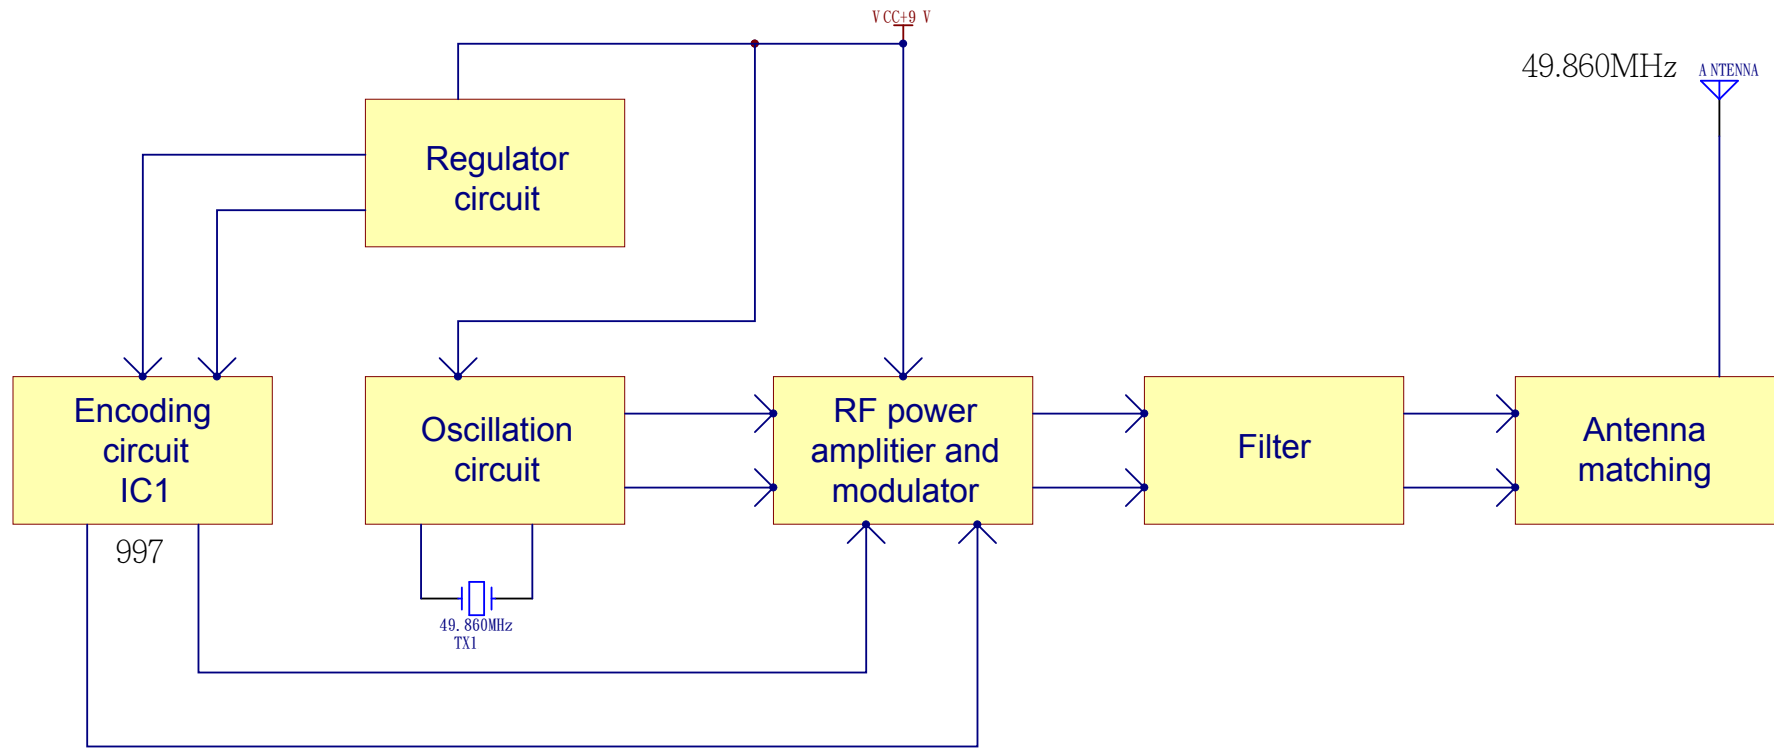 VCC+9 V
49.860MHz
ANTENNA
Regulator
circuit
Encoding
circuit
IC1
Oscillation
circuit
RF power
amplitier and
modulator
Filter
Antenna
matching
997
49.860MHz
TX1